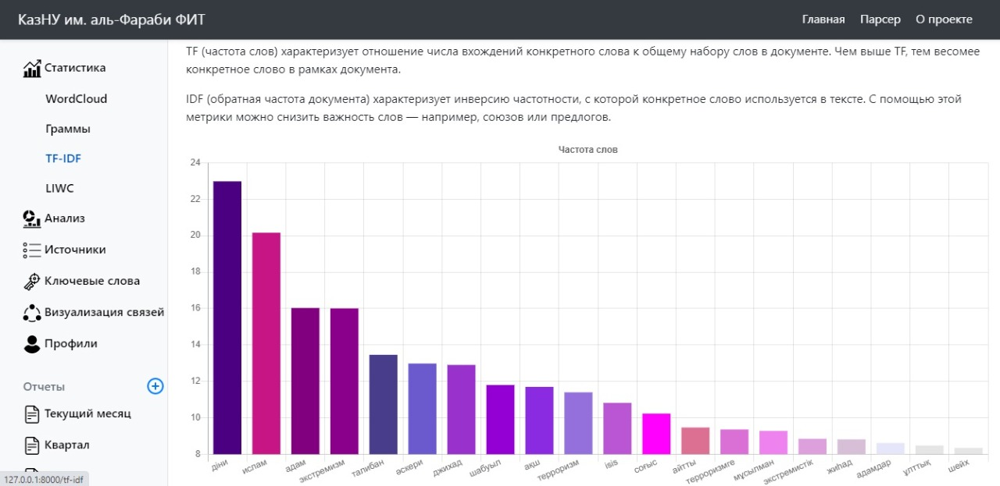 КазНУ им. аль-Фараби ФИТ
Главная Парсер О проекте
Статистика
WordCloud
Граммы
TF-IDF
LIWC
Анализ
Источники
Ключевые слова
Визуализация связей
Профили
Отчеты
Текущий месяц
Квартал
127.0.0.1:8000/tf-idf
TF (частота слов) характеризует отношение числа вхождений конкретного слова к общему набору слов в документе. Чем выше TF, тем весомее
конкретное слово в рамках документа.
IDF (обратная частота документа) характеризует инверсию частотности, с которой конкретное слово используется в тексте. С помощью этой
метрики можно снизить важность слов — например, союзов или предлогов.
Частота слов
24
22
20
18
16
14
12
10
8
діни
ислам
адам
экстремизм
талибан
әскери
джихад
шабуыл
ақш
терроризм
isis
соғыс
айтты
терроризмге
мұсылман
экстремистік
жиһад
адамдар
ұлттық
шейх